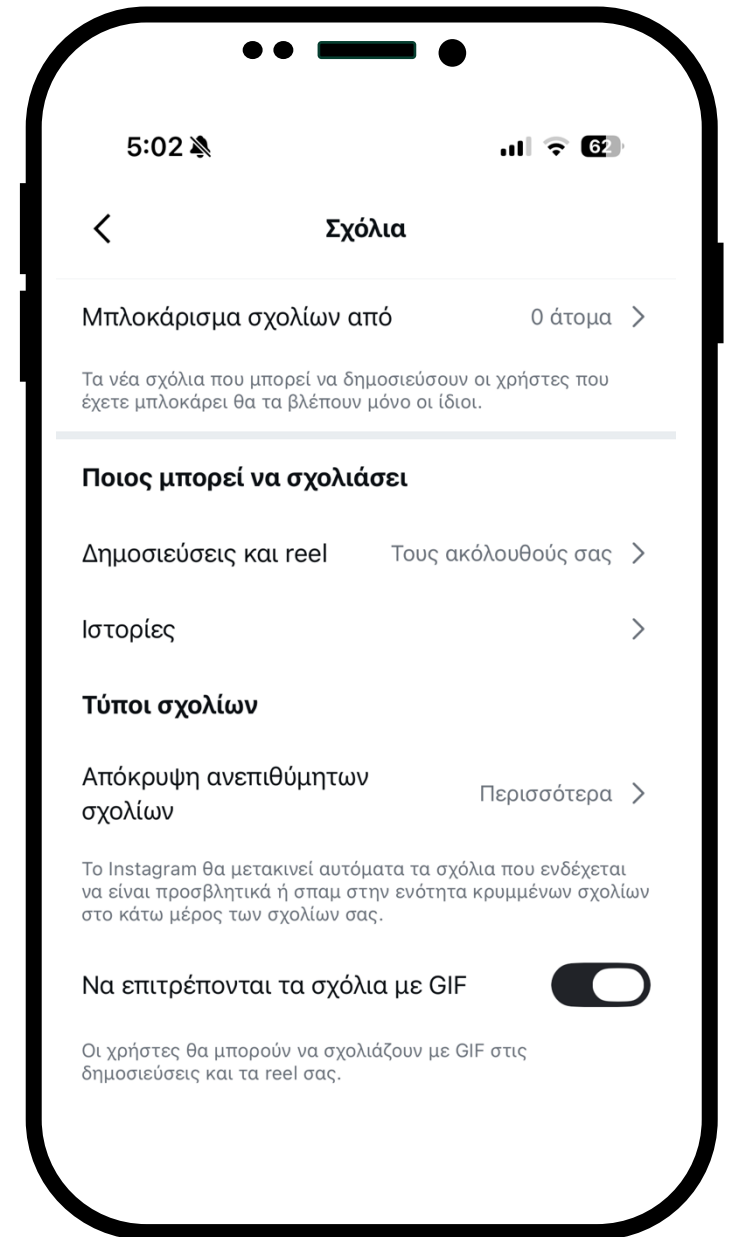 5:02
62
Σχόλια
Μπλοκάρισμα σχολίων από 0 άτομα
Τα νέα σχόλια που μπορεί να δημοσιεύσουν οι χρήστες που
έχετε μπλοκάρει θα τα βλέπουν μόνο οι ίδιοι.
Ποιος μπορεί να σχολιάσει
Δημοσιεύσεις και reel Τους ακόλουθούς σας
Ιστορίες
Τύποι σχολίων
Απόκρυψη ανεπιθύμητων
σχολίων
Περισσότερα
Το Instagram θα μετακινεί αυτόματα τα σχόλια που ενδέχεται
να είναι προσβλητικά ή σπαμ στην ενότητα κρυμμένων σχολίων
στο κάτω μέρος των σχολίων σας.
Να επιτρέπονται τα σχόλια με GIF
Οι χρήστες θα μπορούν να σχολιάζουν με GIF στις
δημοσιεύσεις και τα reel σας.